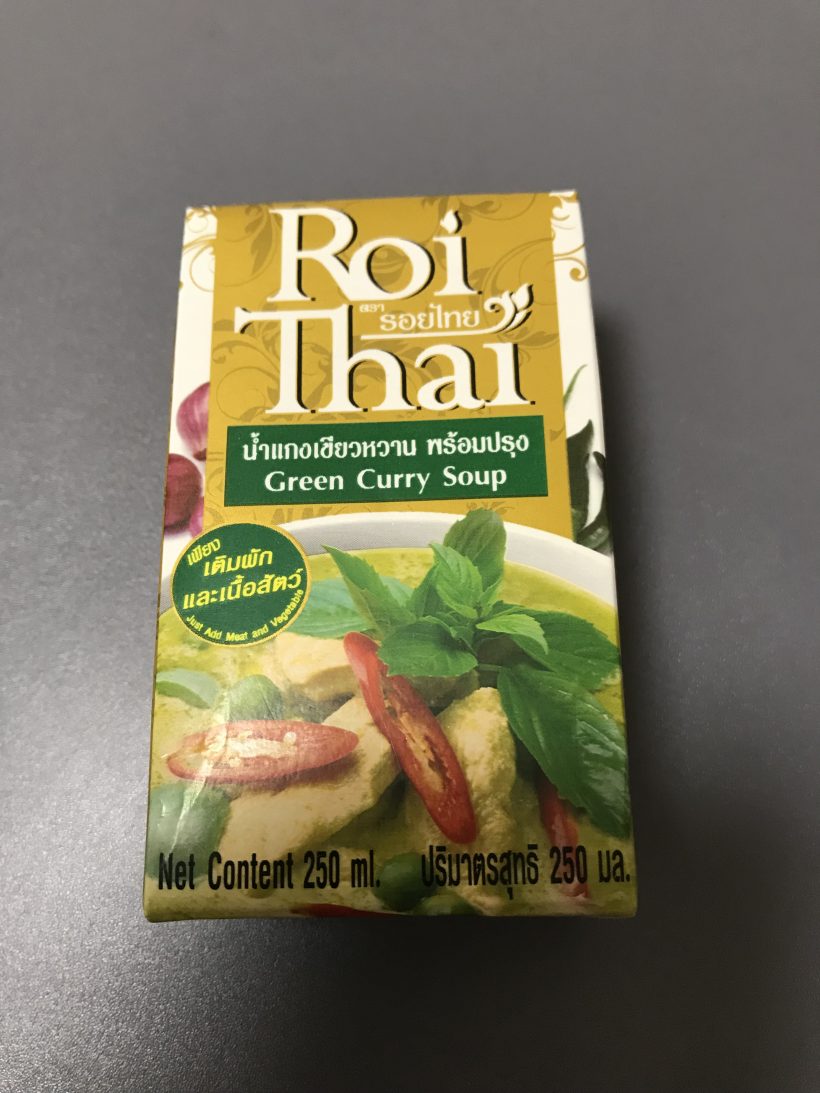 Roi
ตรา รอยไทย
Thai
น้ำแกงเขียวหวาน พร้อมปรุง
Green Curry Soup
เพียง
เติมผัก
และเนื้อสัตว์
Just Add Meat and Vegetable
Net Content 250 ml. ปริมาตรสุทธิ 250 มล.